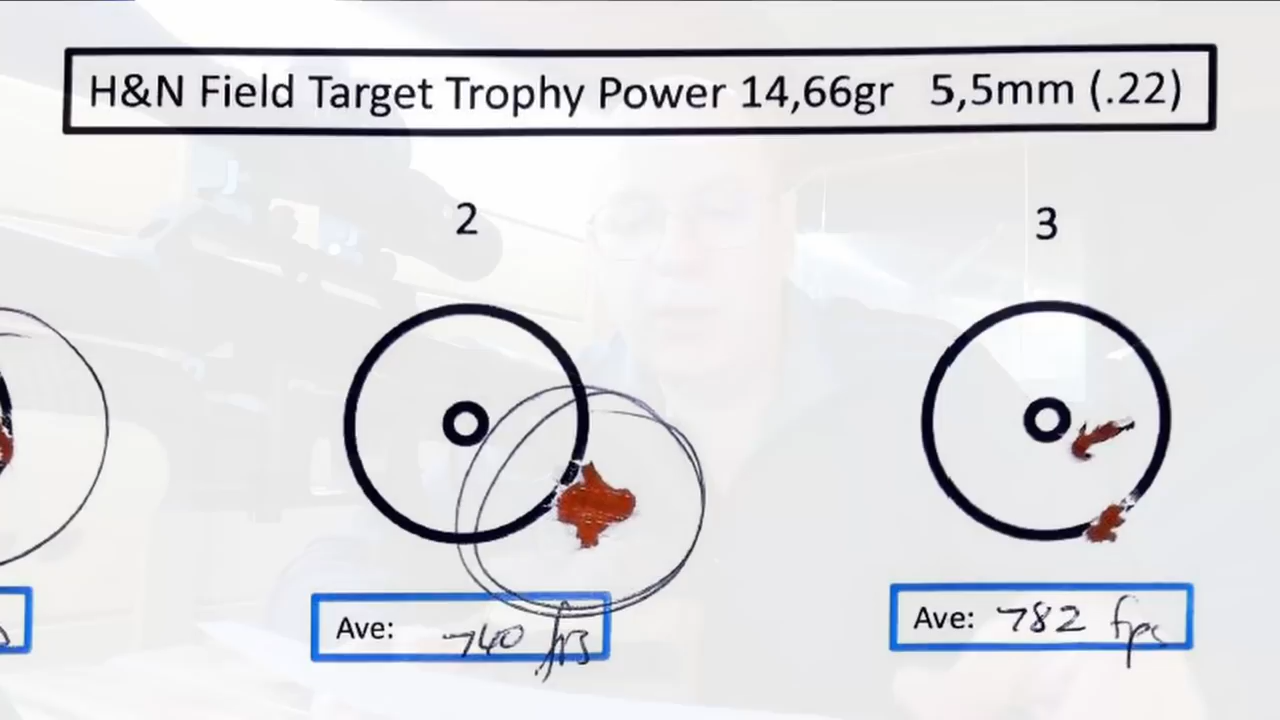 H&N Field Target Trophy Power 14,66gr 5,5mm (.22)
2
3
Ave: 740 fps
Ave: 782 fps